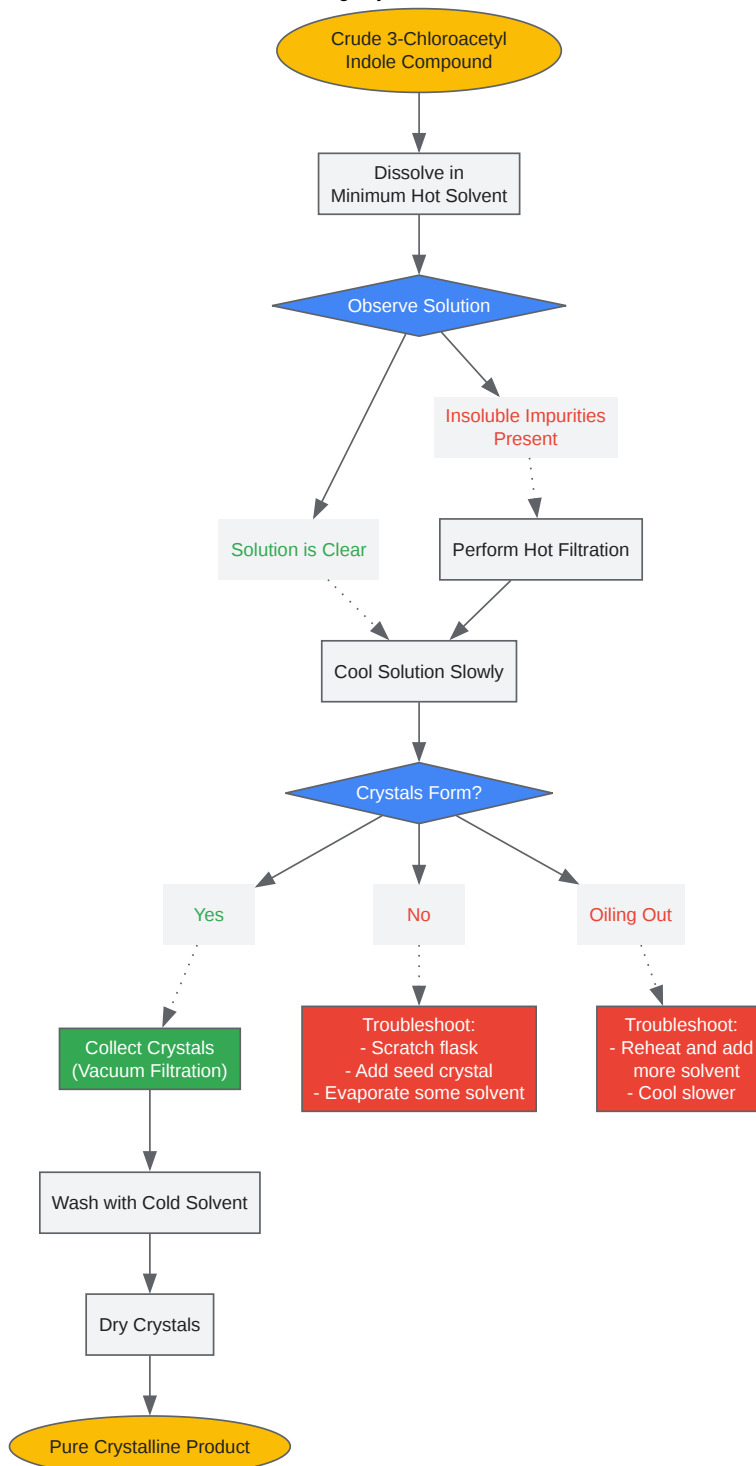 Crude 3-Chloroacetyl
Indole Compound
Dissolve in
Minimum Hot Solvent
Observe Solution
Insoluble Impurities
Present
Solution is Clear
Perform Hot Filtration
Cool Solution Slowly
Crystals Form?
Yes
No
Oiling Out
Collect Crystals
(Vacuum Filtration)
Troubleshoot:
- Scratch flask
- Add seed crystal
- Evaporate some solvent
Troubleshoot:
- Reheat and add
more solvent
- Cool slower
Wash with Cold Solvent
Dry Crystals
Pure Crystalline Product